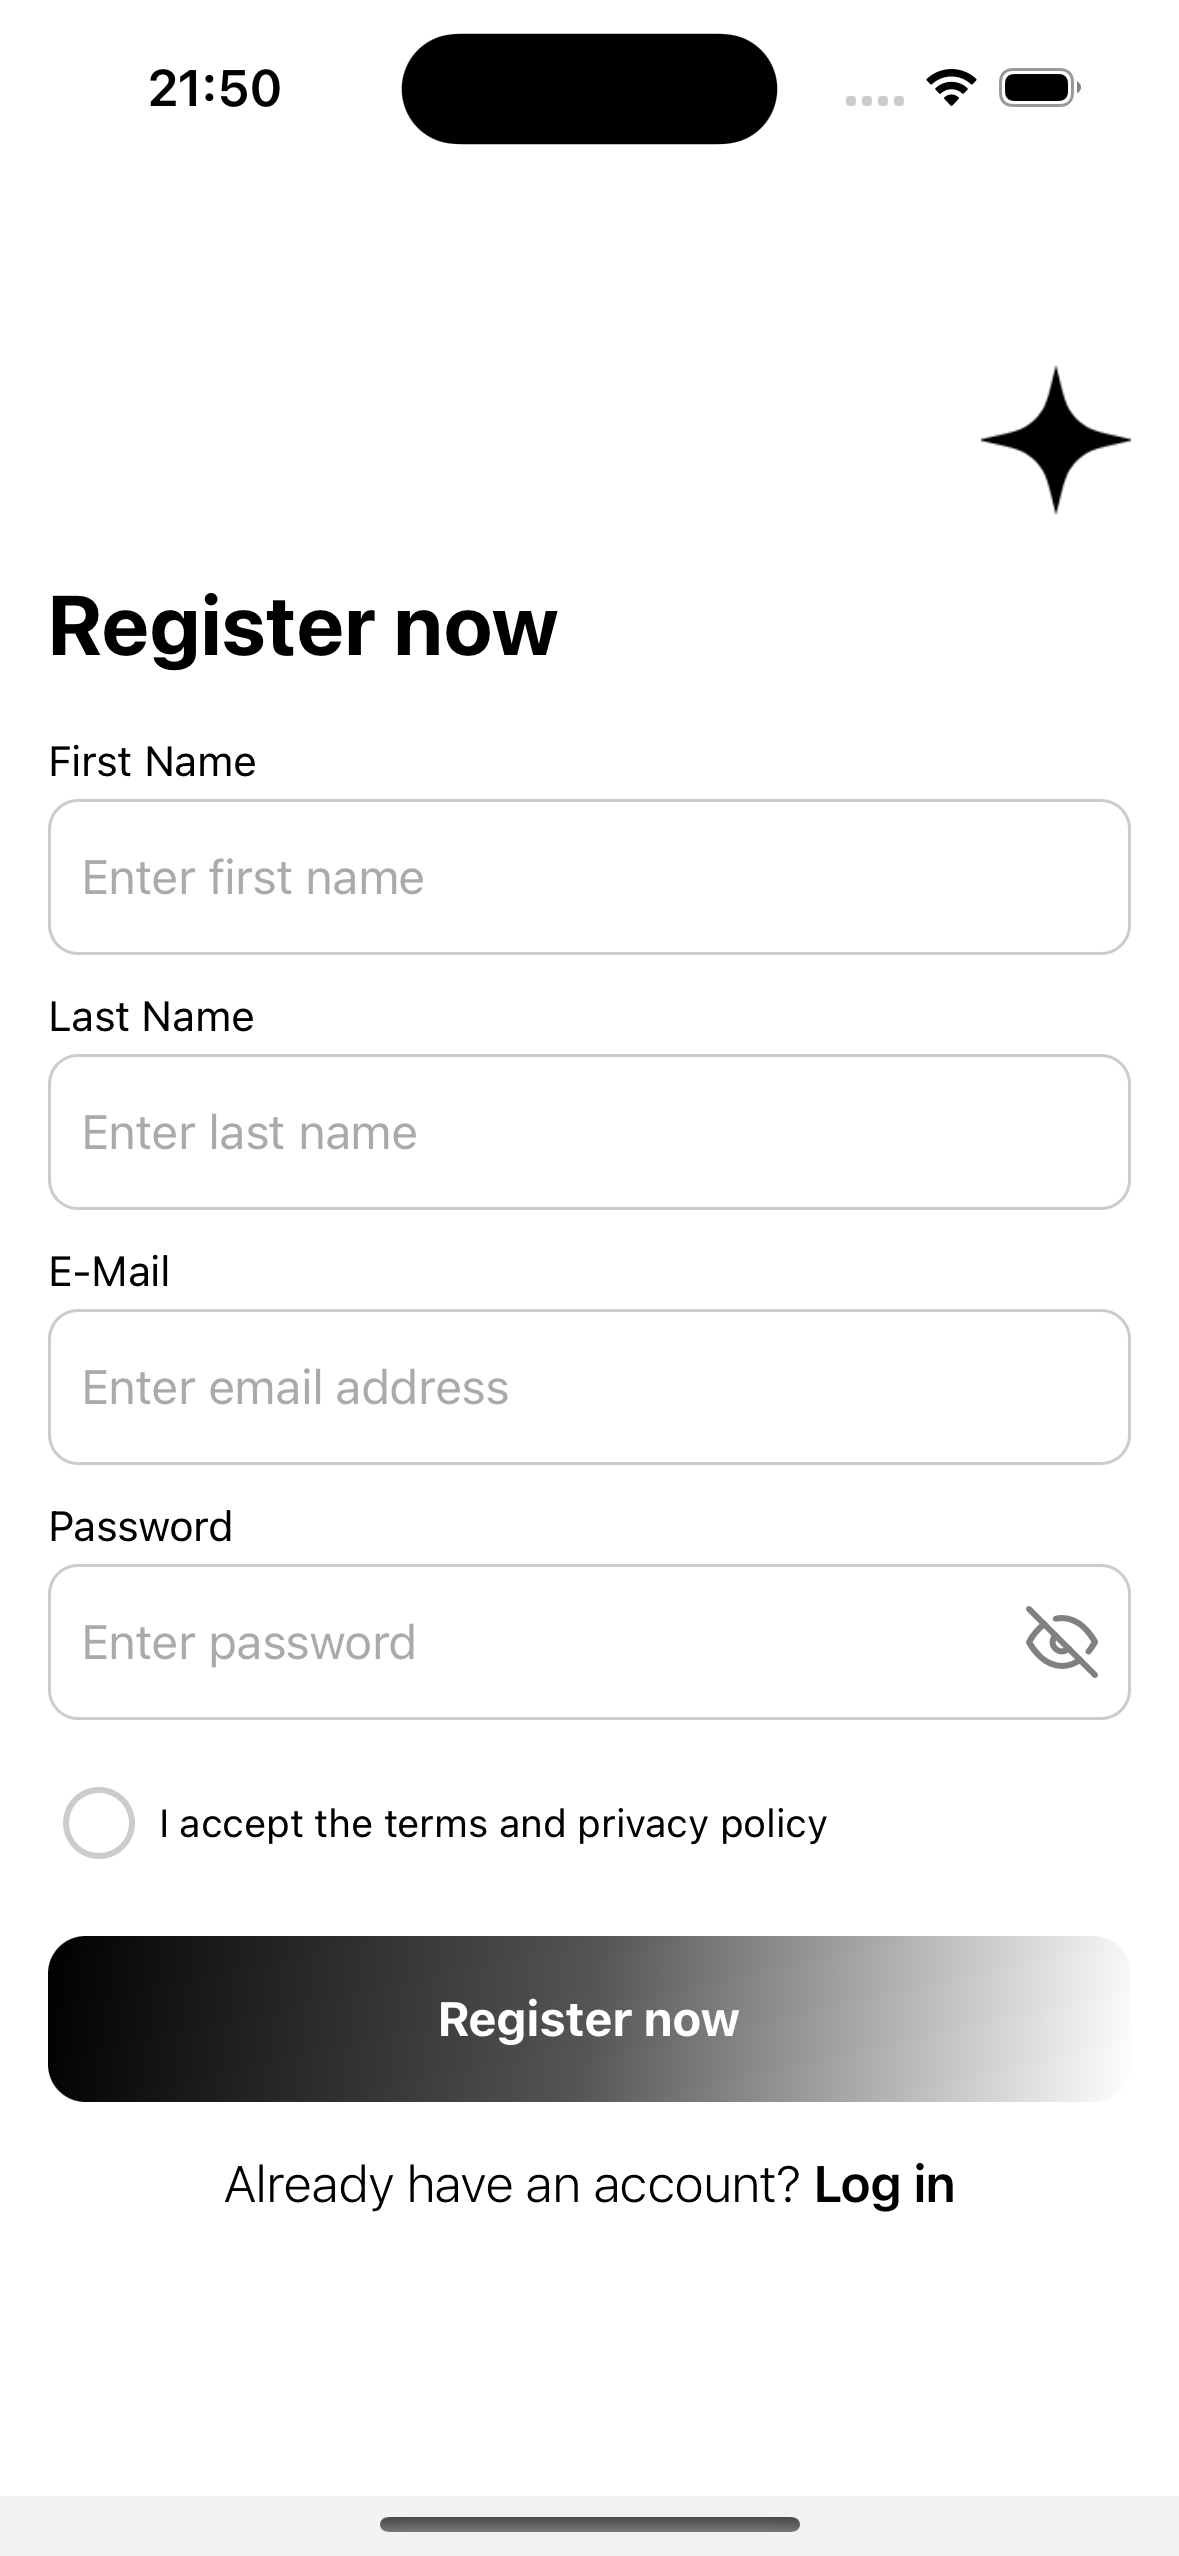 21:50
Register now
First Name
Enter first name
Last Name
Enter last name
E-Mail
Enter email address
Password
Enter password
I accept the terms and privacy policy
Register now
Already have an account? Log in